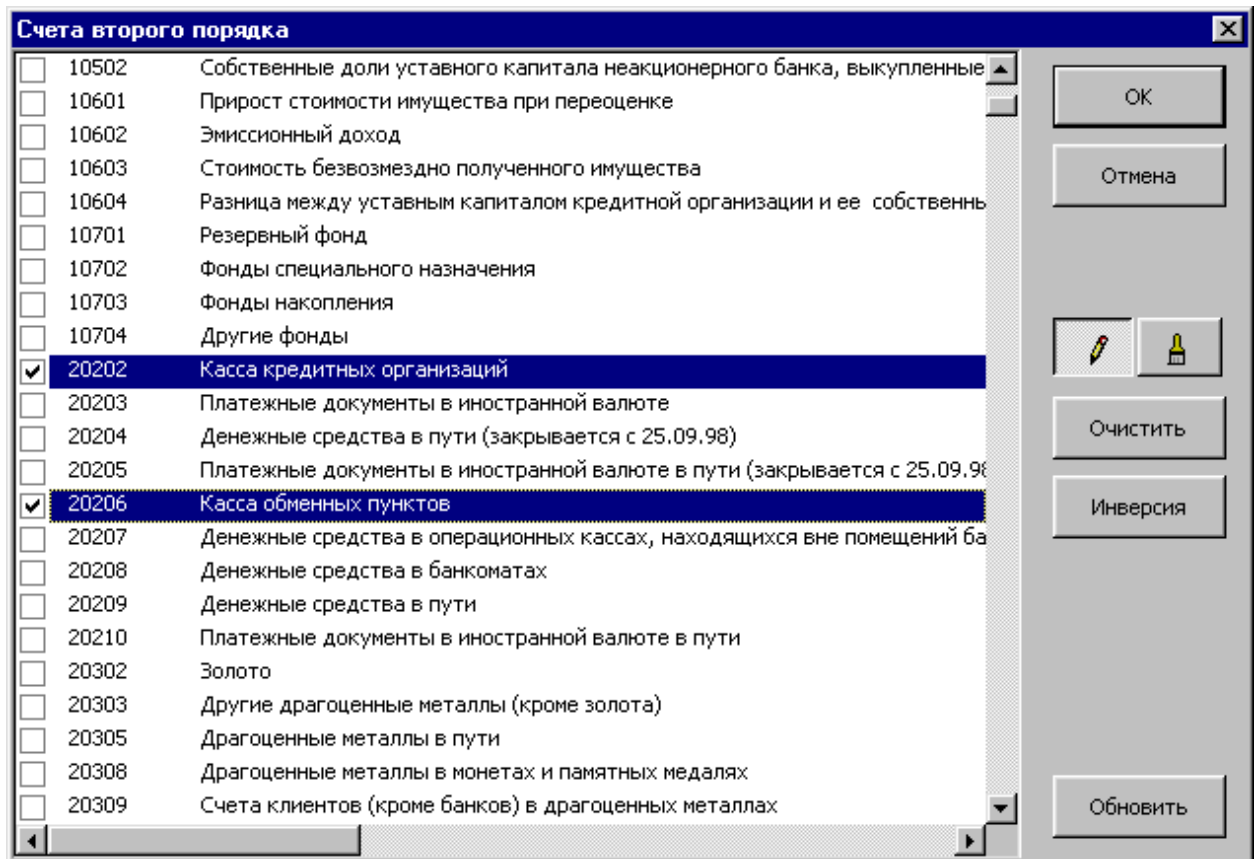 Счета второго порядка
10502 Собственные доли уставного капитала неакционерного банка, выкупленные
10601 Прирост стоимости имущества при переоценке
10602 Эмиссионный доход
10603 Стоимость безвозмездно полученного имущества
10604 Разница между уставным капиталом кредитной организации и ее собственны
10701 Резервный фонд
10702 Фонды специального назначения
10703 Фонды накопления
10704 Другие фонды
20202 Касса кредитных организаций
20203 Платежные документы в иностранной валюте
20204 Денежные средства в пути (закрывается с 25.09.98)
20205 Платежные документы в иностранной валюте в пути (закрывается с 25.09.98
20206 Касса обменных пунктов
20207 Денежные средства в операционных кассах, находящихся вне помещений ба
20208 Денежные средства в банкоматах
20209 Денежные средства в пути
20210 Платежные документы в иностранной валюте в пути
20302 Золото
20303 Другие драгоценные металлы (кроме золота)
20305 Драгоценные металлы в пути
20308 Драгоценные металлы в монетах и памятных медалях
20309 Счета клиентов (кроме банков) в драгоценных металлах
ОК
Отмена
Очистить
Инверсия
Обновить